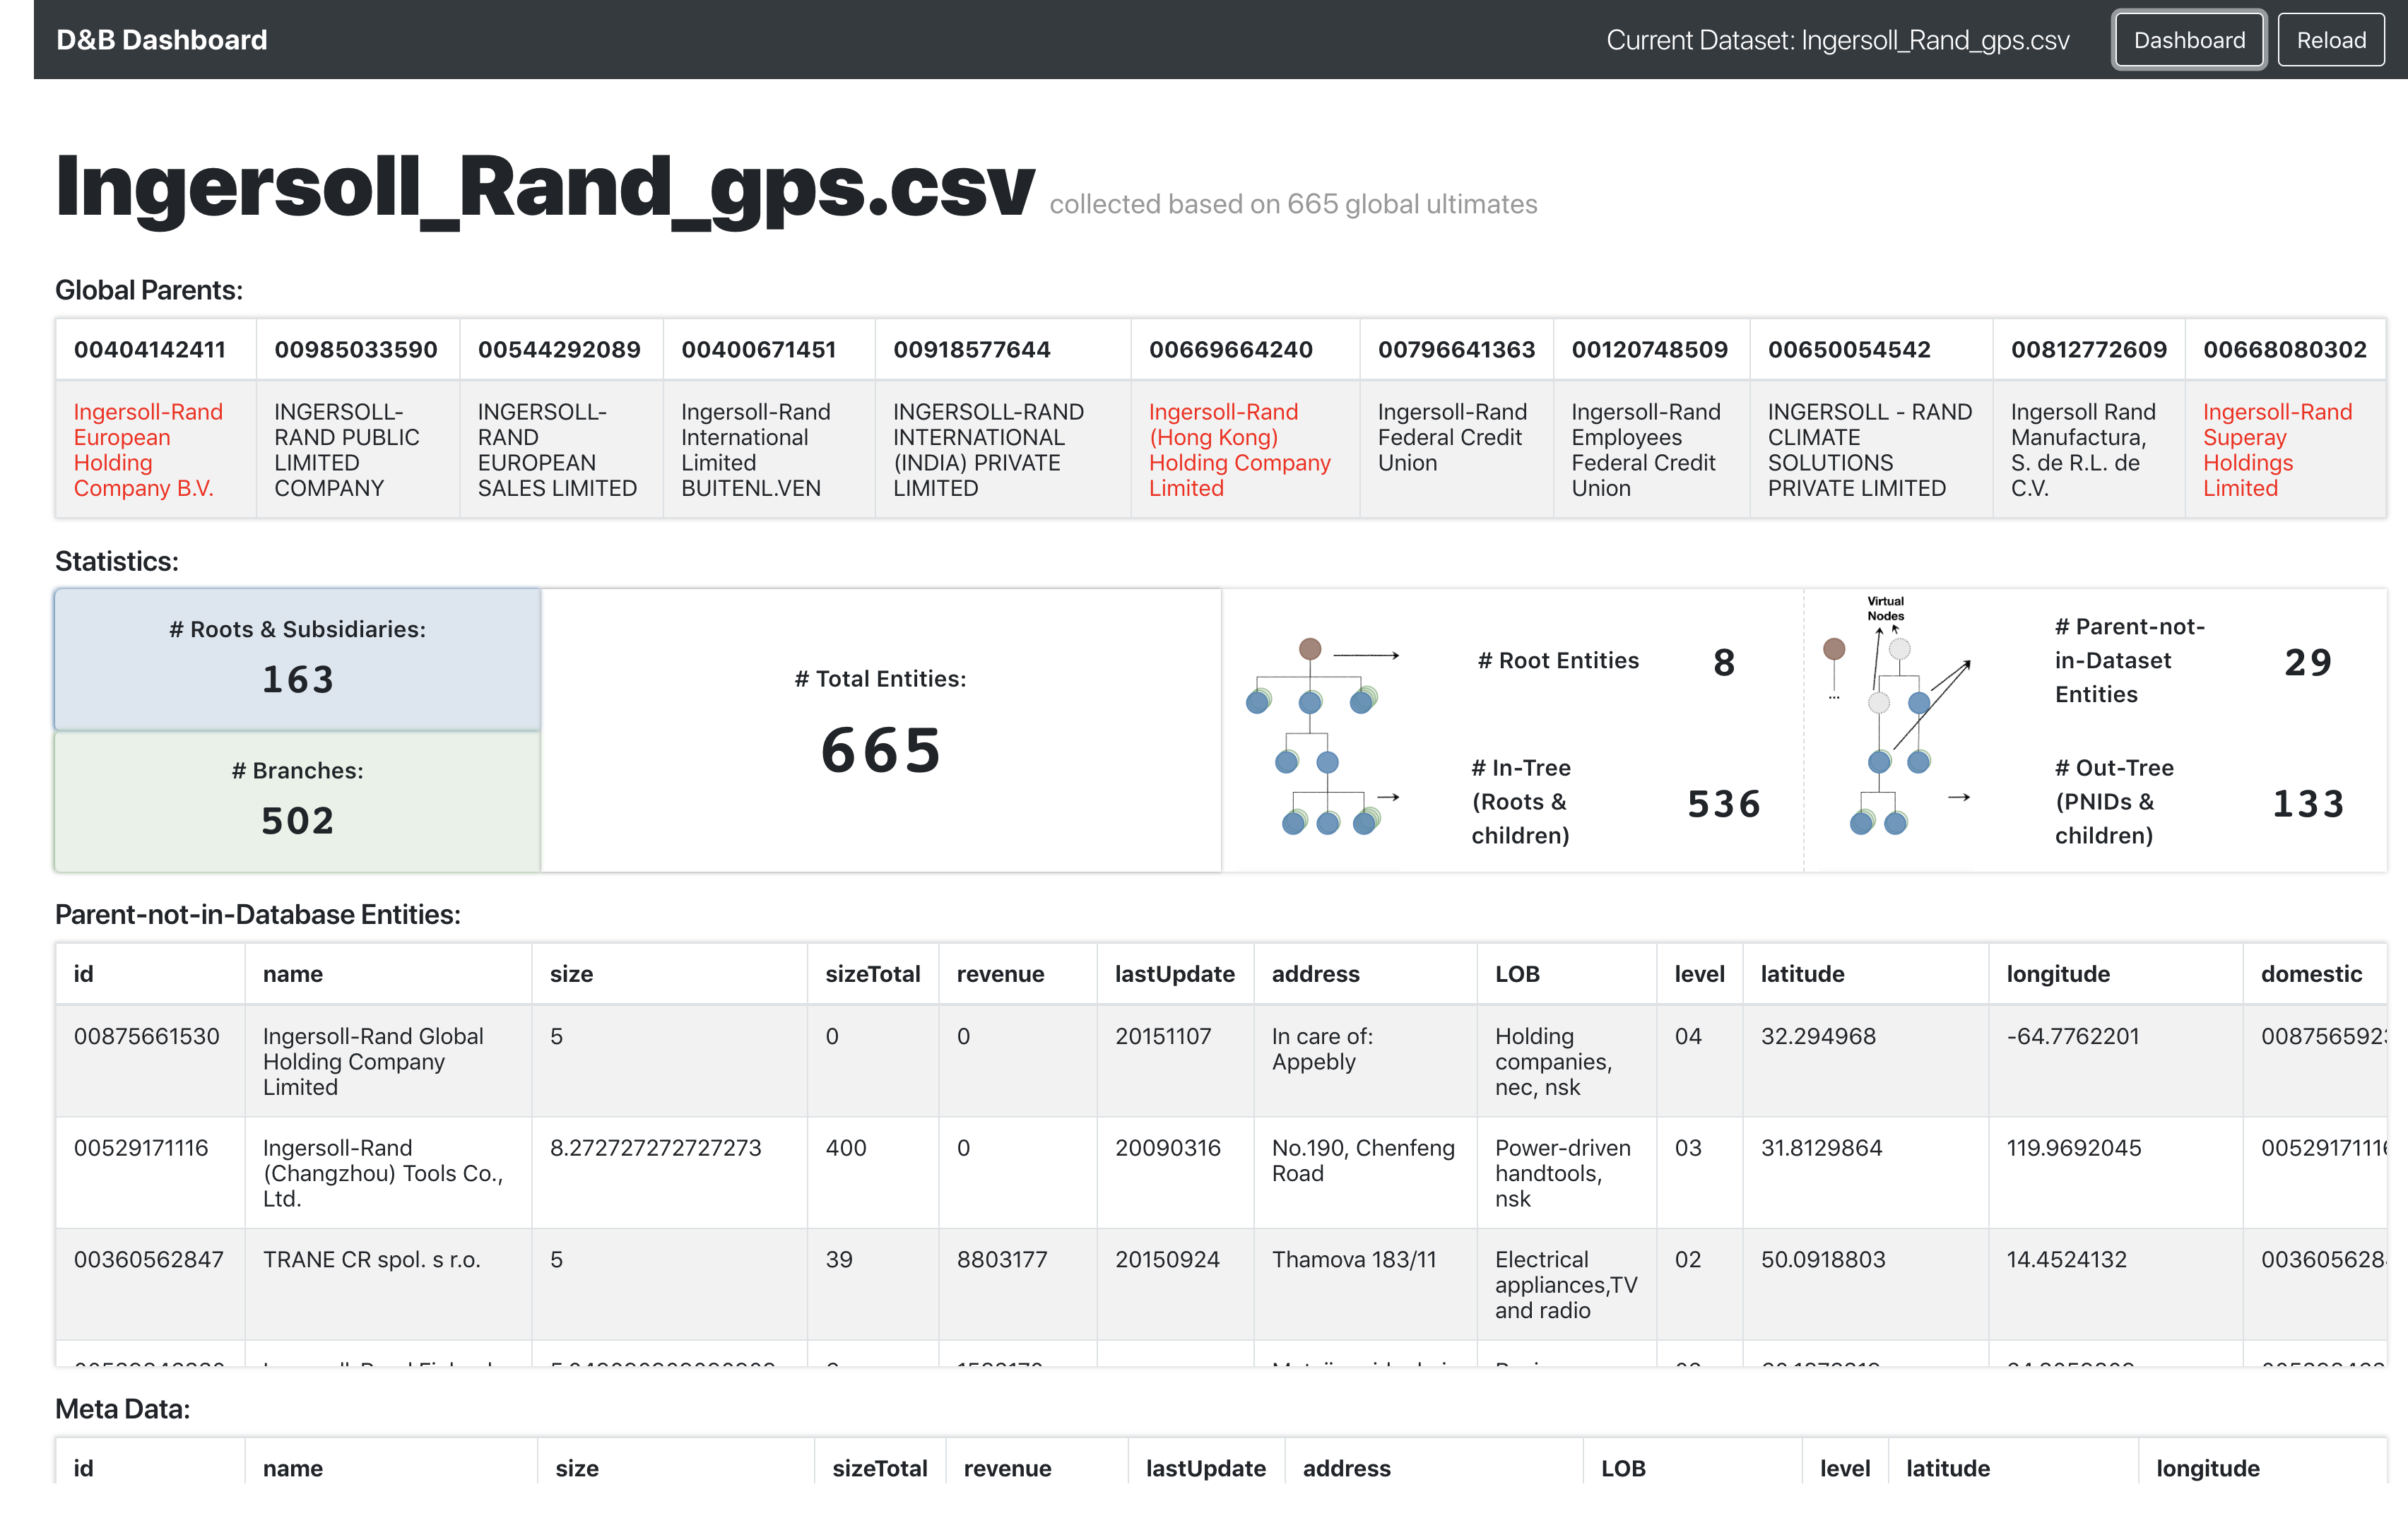 D&B Dashboard
Current Dataset: Ingersoll_Rand_gps.csv
Dashboard
Reload
Ingersoll_Rand_gps.csv collected based on 665 global ultimates
Global Parents:
00404142411 00985033590 00544292089 00400671451 00918577644 00669664240 00796641363 00120748509 00650054542 00812772609 00668080302
Ingersoll-Rand
European
Holding
Company B.V.
INGERSOLL-
RAND PUBLIC
LIMITED
COMPANY
INGERSOLL-
RAND
EUROPEAN
SALES LIMITED
Ingersoll-Rand
International
Limited
BUITENL.VEN
INGERSOLL-RAND
INTERNATIONAL
(INDIA) PRIVATE
LIMITED
Ingersoll-Rand
(Hong Kong)
Holding Company
Limited
Ingersoll-Rand
Federal Credit
Union
Ingersoll-Rand
Employees
Federal Credit
Union
INGERSOLL - RAND
CLIMATE
SOLUTIONS
PRIVATE LIMITED
Ingersoll Rand
Manufactura,
S. de R.L. de
C.V.
Ingersoll-Rand
Superay
Holdings
Limited
Statistics:
# Roots & Subsidiaries:
163
# Branches:
502
# Total Entities:
665
# Root Entities
8
# In-Tree
(Roots &
children)
536
Virtual
Nodes
...
# Parent-not-
in-Dataset
Entities
29
# Out-Tree
(PNIDs &
children)
133
Parent-not-in-Database Entities:
id name size sizeTotal revenue lastUpdate address LOB level latitude longitude domestic
00875661530
Ingersoll-Rand Global
Holding Company
Limited
5
0
0
20151107
In care of:
Appebly
Holding
companies,
nec, nsk
04
32.294968
-64.7762201
008756592
00529171116
Ingersoll-Rand
(Changzhou) Tools Co.,
Ltd.
8.272727272727273
400
0
20090316
No.190, Chenfeng
Road
Power-driven
handtools,
nsk
03
31.8129864
119.9692045
0052917111
00360562847
TRANE CR spol. s r.o.
5
39
8803177
20150924
Thamova 183/11
Electrical
appliances,TV
and radio
02
50.0918803
14.4524132
003605628
Meta Data:
id name size sizeTotal revenue lastUpdate address LOB level latitude longitude